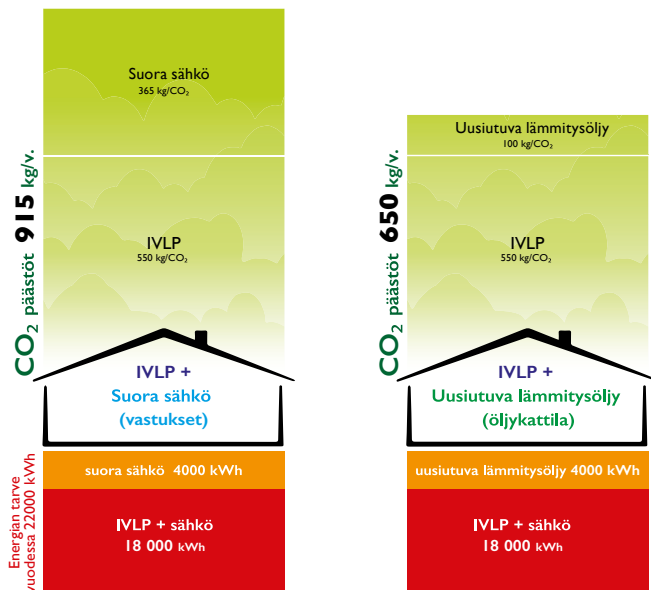 Suora sähkö
365 kg/CO₂
IVLP
550 kg/CO₂
CO₂ päästöt 915 kg/v.
IVLP +
Suora sähkö
(vastukset)
suora sähkö 4000 kWh
IVLP + sähkö
18 000 kWh
Energian tarve
vuodessa 22000 kWh
Uusiutuva lämmitysöljy
100 kg/CO₂
IVLP
550 kg/CO₂
CO₂ päästöt 650 kg/v.
IVLP +
Uusiutuva lämmitysöljy
(öljykattila)
uusiutuva lämmitysöljy 4000 kWh
IVLP + sähkö
18 000 kWh